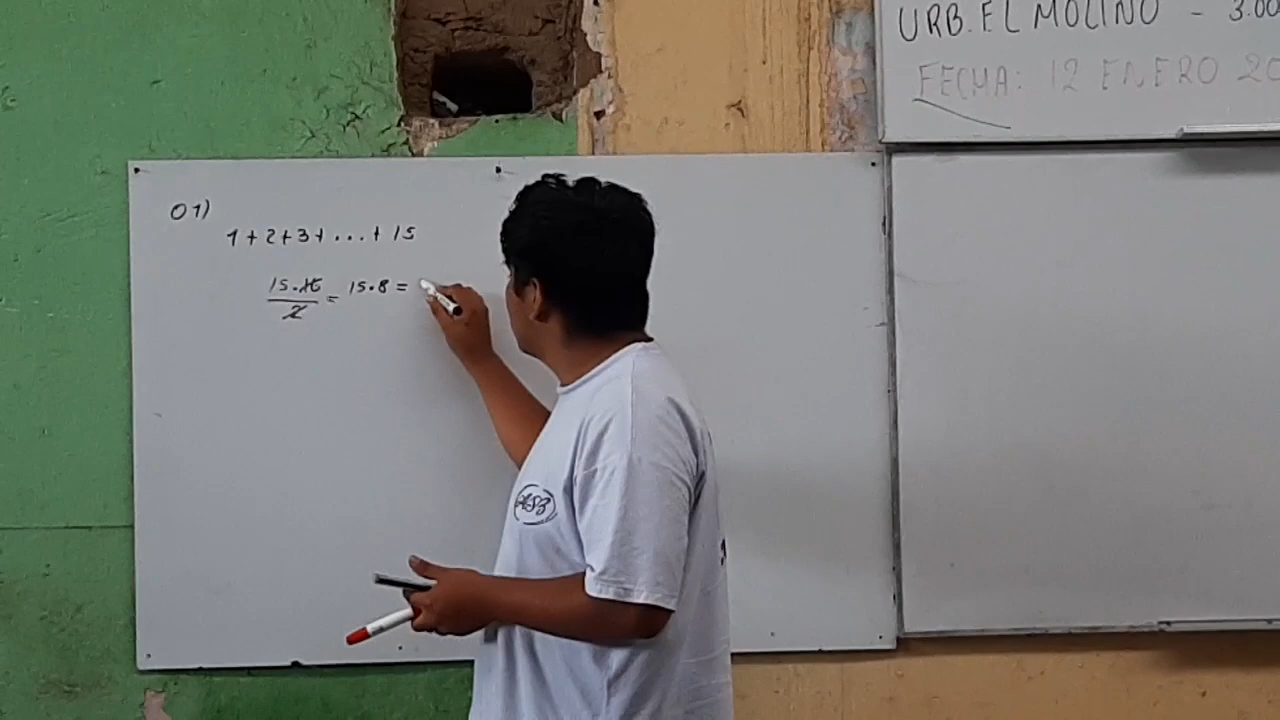 URB. EL MOLINO - 3.00
FECHA: 12 ENERO 20
01)
1+2+3+...+ 15
15.16
2
= 15.8 =